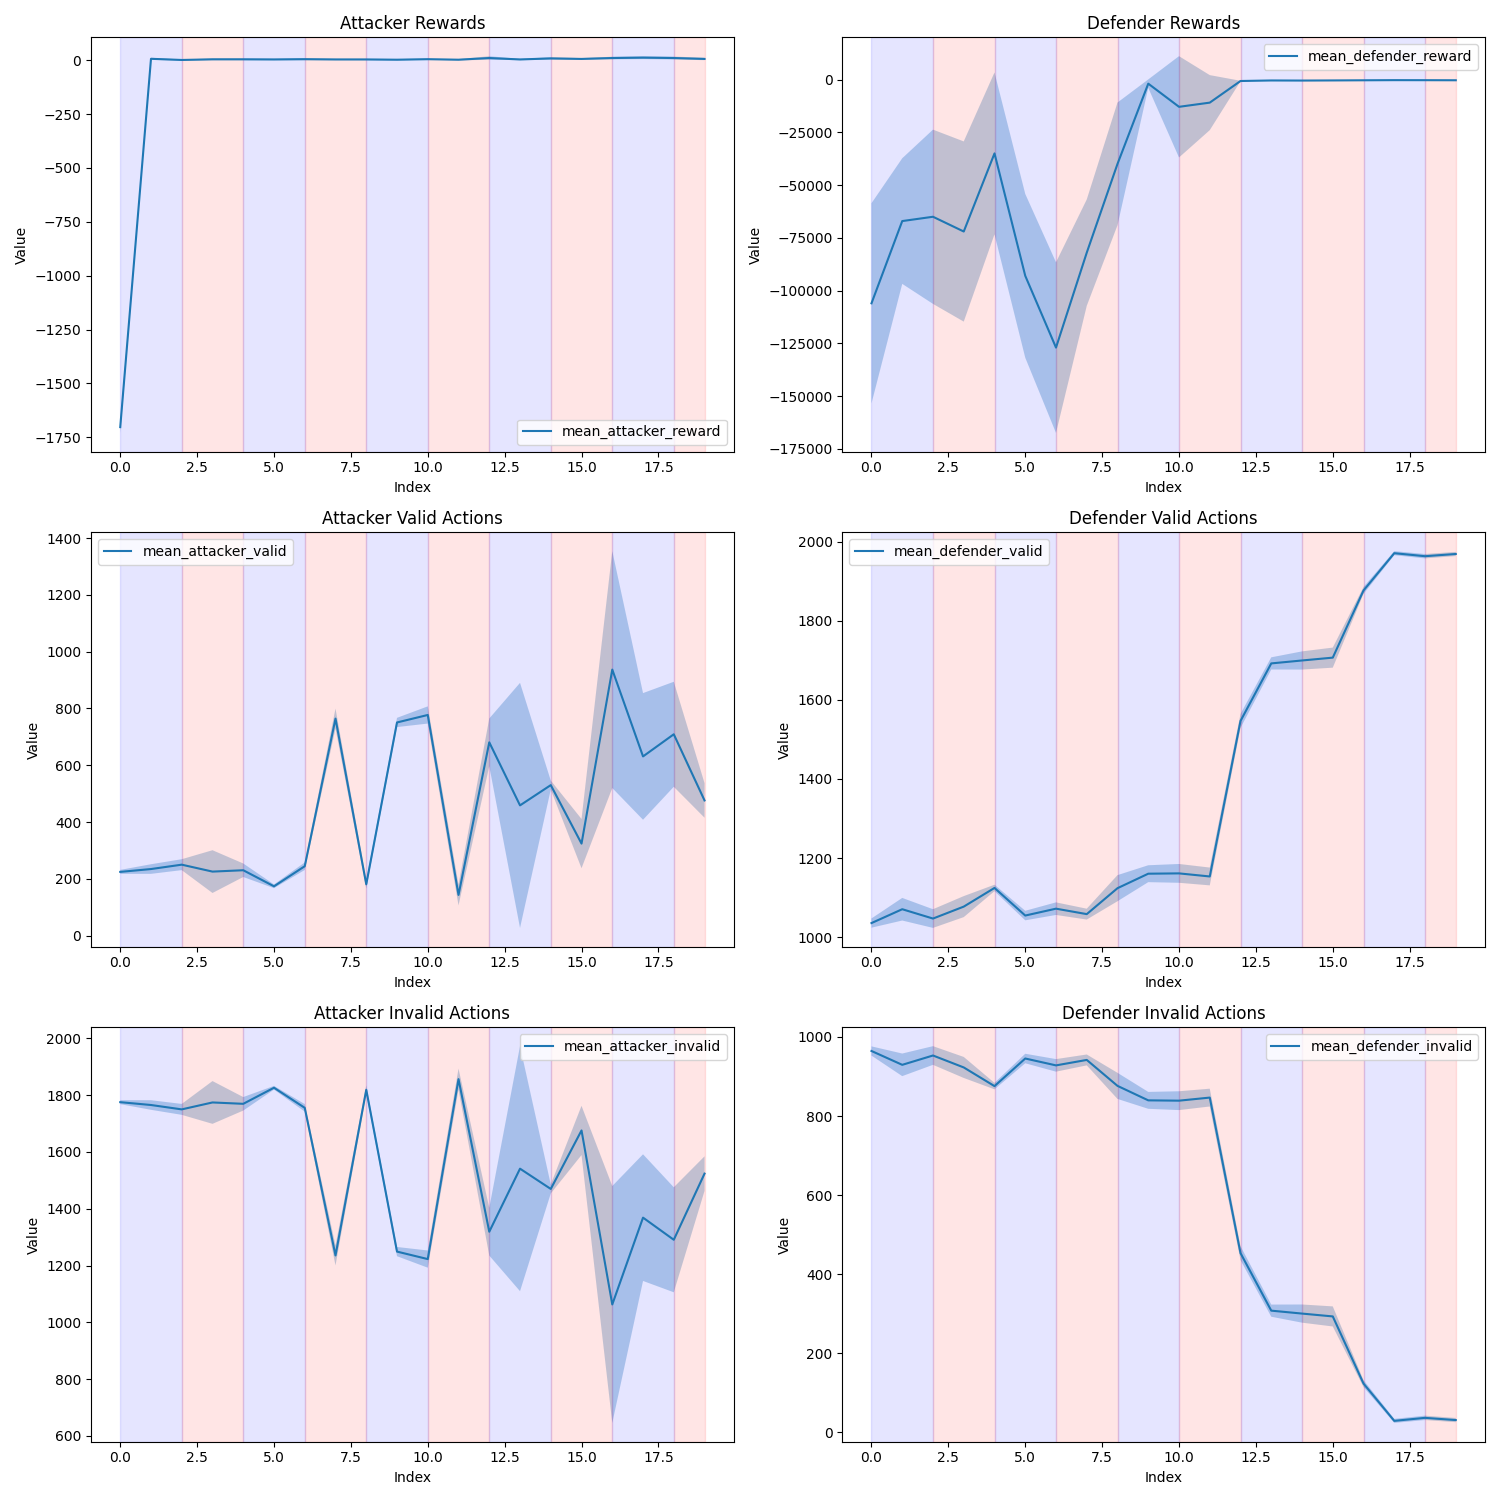 Attacker Rewards
0
−250
−500
−750
−1000
−1250
−1500
−1750
Value
mean_attacker_reward
0.0 2.5 5.0 7.5 10.0 12.5 15.0 17.5
Index
Defender Rewards
0
−25000
−50000
−75000
−100000
−125000
−150000
−175000
Value
mean_defender_reward
0.0 2.5 5.0 7.5 10.0 12.5 15.0 17.5
Index
Attacker Valid Actions
1400
1200
1000
800
600
400
200
0
Value
mean_attacker_valid
0.0 2.5 5.0 7.5 10.0 12.5 15.0 17.5
Index
Defender Valid Actions
2000
1800
1600
1400
1200
1000
Value
mean_defender_valid
0.0 2.5 5.0 7.5 10.0 12.5 15.0 17.5
Index
Attacker Invalid Actions
2000
1800
1600
1400
1200
1000
800
600
Value
mean_attacker_invalid
0.0 2.5 5.0 7.5 10.0 12.5 15.0 17.5
Index
Defender Invalid Actions
1000
800
600
400
200
0
Value
mean_defender_invalid
0.0 2.5 5.0 7.5 10.0 12.5 15.0 17.5
Index